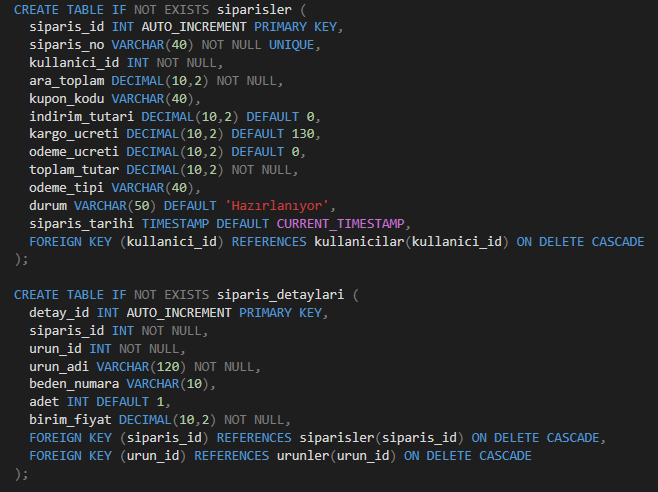 CREATE TABLE IF NOT EXISTS siparisler (
  siparis_id INT AUTO_INCREMENT PRIMARY KEY,
  siparis_no VARCHAR(40) NOT NULL UNIQUE,
  kullanici_id INT NOT NULL,
  ara_toplam DECIMAL(10,2) NOT NULL,
  kupon_kodu VARCHAR(40),
  indirim_tutari DECIMAL(10,2) DEFAULT 0,
  kargo_ucreti DECIMAL(10,2) DEFAULT 130,
  odeme_ucreti DECIMAL(10,2) DEFAULT 0,
  toplam_tutar DECIMAL(10,2) NOT NULL,
  odeme_tipi VARCHAR(40),
  durum VARCHAR(50) DEFAULT 'Hazırlanıyor',
  siparis_tarihi TIMESTAMP DEFAULT CURRENT_TIMESTAMP,
  FOREIGN KEY (kullanici_id) REFERENCES kullanicilar(kullanici_id) ON DELETE CASCADE
);

CREATE TABLE IF NOT EXISTS siparis_detaylari (
  detay_id INT AUTO_INCREMENT PRIMARY KEY,
  siparis_id INT NOT NULL,
  urun_id INT NOT NULL,
  urun_adi VARCHAR(120) NOT NULL,
  beden_numara VARCHAR(10),
  adet INT DEFAULT 1,
  birim_fiyat DECIMAL(10,2) NOT NULL,
  FOREIGN KEY (siparis_id) REFERENCES siparisler(siparis_id) ON DELETE CASCADE,
  FOREIGN KEY (urun_id) REFERENCES urunler(urun_id) ON DELETE CASCADE
);